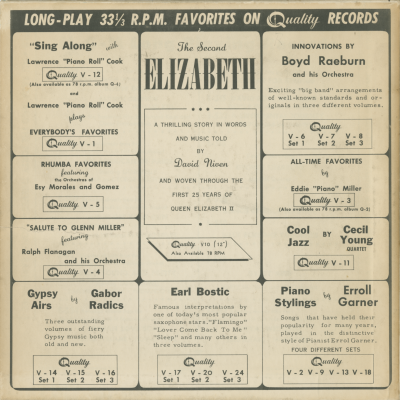 LONG-PLAY 33⅓ R.P.M. FAVORITES ON Quality RECORDS
"Sing Along" with
Lawrence "Piano Roll" Cook
Quality V - 12
(Also available as 78 r.p.m. album G-4)
and
Lawrence "Piano Roll" Cook
plays
EVERYBODY'S FAVORITES
Quality V - 1
RHUMBA FAVORITES
featuring
the Orchestras of
Esy Morales and Gomez
Quality V - 5
"SALUTE TO GLENN MILLER"
featuring
Ralph Flanagan
and his Orchestra
Quality V - 4
The Second
ELIZABETH
A THRILLING STORY IN WORDS
AND MUSIC TOLD
BY
David Niven
AND WOVEN THROUGH THE
FIRST 25 YEARS OF
QUEEN ELIZABETH II
Quality V10 (12")
Also Available 78 RPM
INNOVATIONS BY
Boyd Raeburn
and his Orchestra
Exciting "big band" arrangements
of well-known standards and or-
iginals in three different volumes.
Quality
V - 6 V - 7 V - 8
Set 1 Set 2 Set 3
ALL-TIME FAVORITES
by
Eddie "Piano" Miller
Quality V - 3
(Also available as 78 r.p.m. album G-3)
Cool Jazz BY Cecil Young
QUARTET
Quality V - 11
Gypsy Airs by Gabor Radics
Three outstanding
volumes of fiery
Gypsy music both
old and new.
Quality
V - 14 V - 15 V - 16
Set 1 Set 2 Set 3
Earl Bostic
Famous interpretations by
one of today's most popular
saxophone stars. "Flamingo"
"Lover Come Back To Me"
"Sleep" and many others in
three different volumes.
Quality
V - 17 V - 20 V - 24
Set 1 Set 2 Set 3
Piano Stylings by Erroll Garner
Songs that have held their
popularity for many years,
played in the distinctive
style of Pianist Errol Garner.
FOUR DIFFERENT SETS
Quality
V - 2 V - 9 V - 13 V - 18